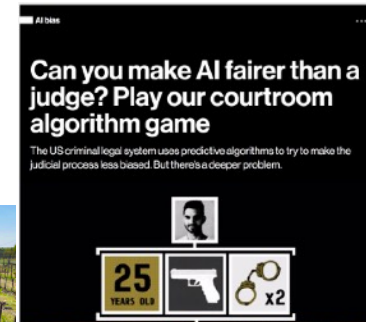 AI bias
Can you make AI fairer than a
judge? Play our courtroom
algorithm game
The US criminal legal system uses predictive algorithms to try to make the
judicial process less biased. But there's a deeper problem.
25
YEARS OLD
x2